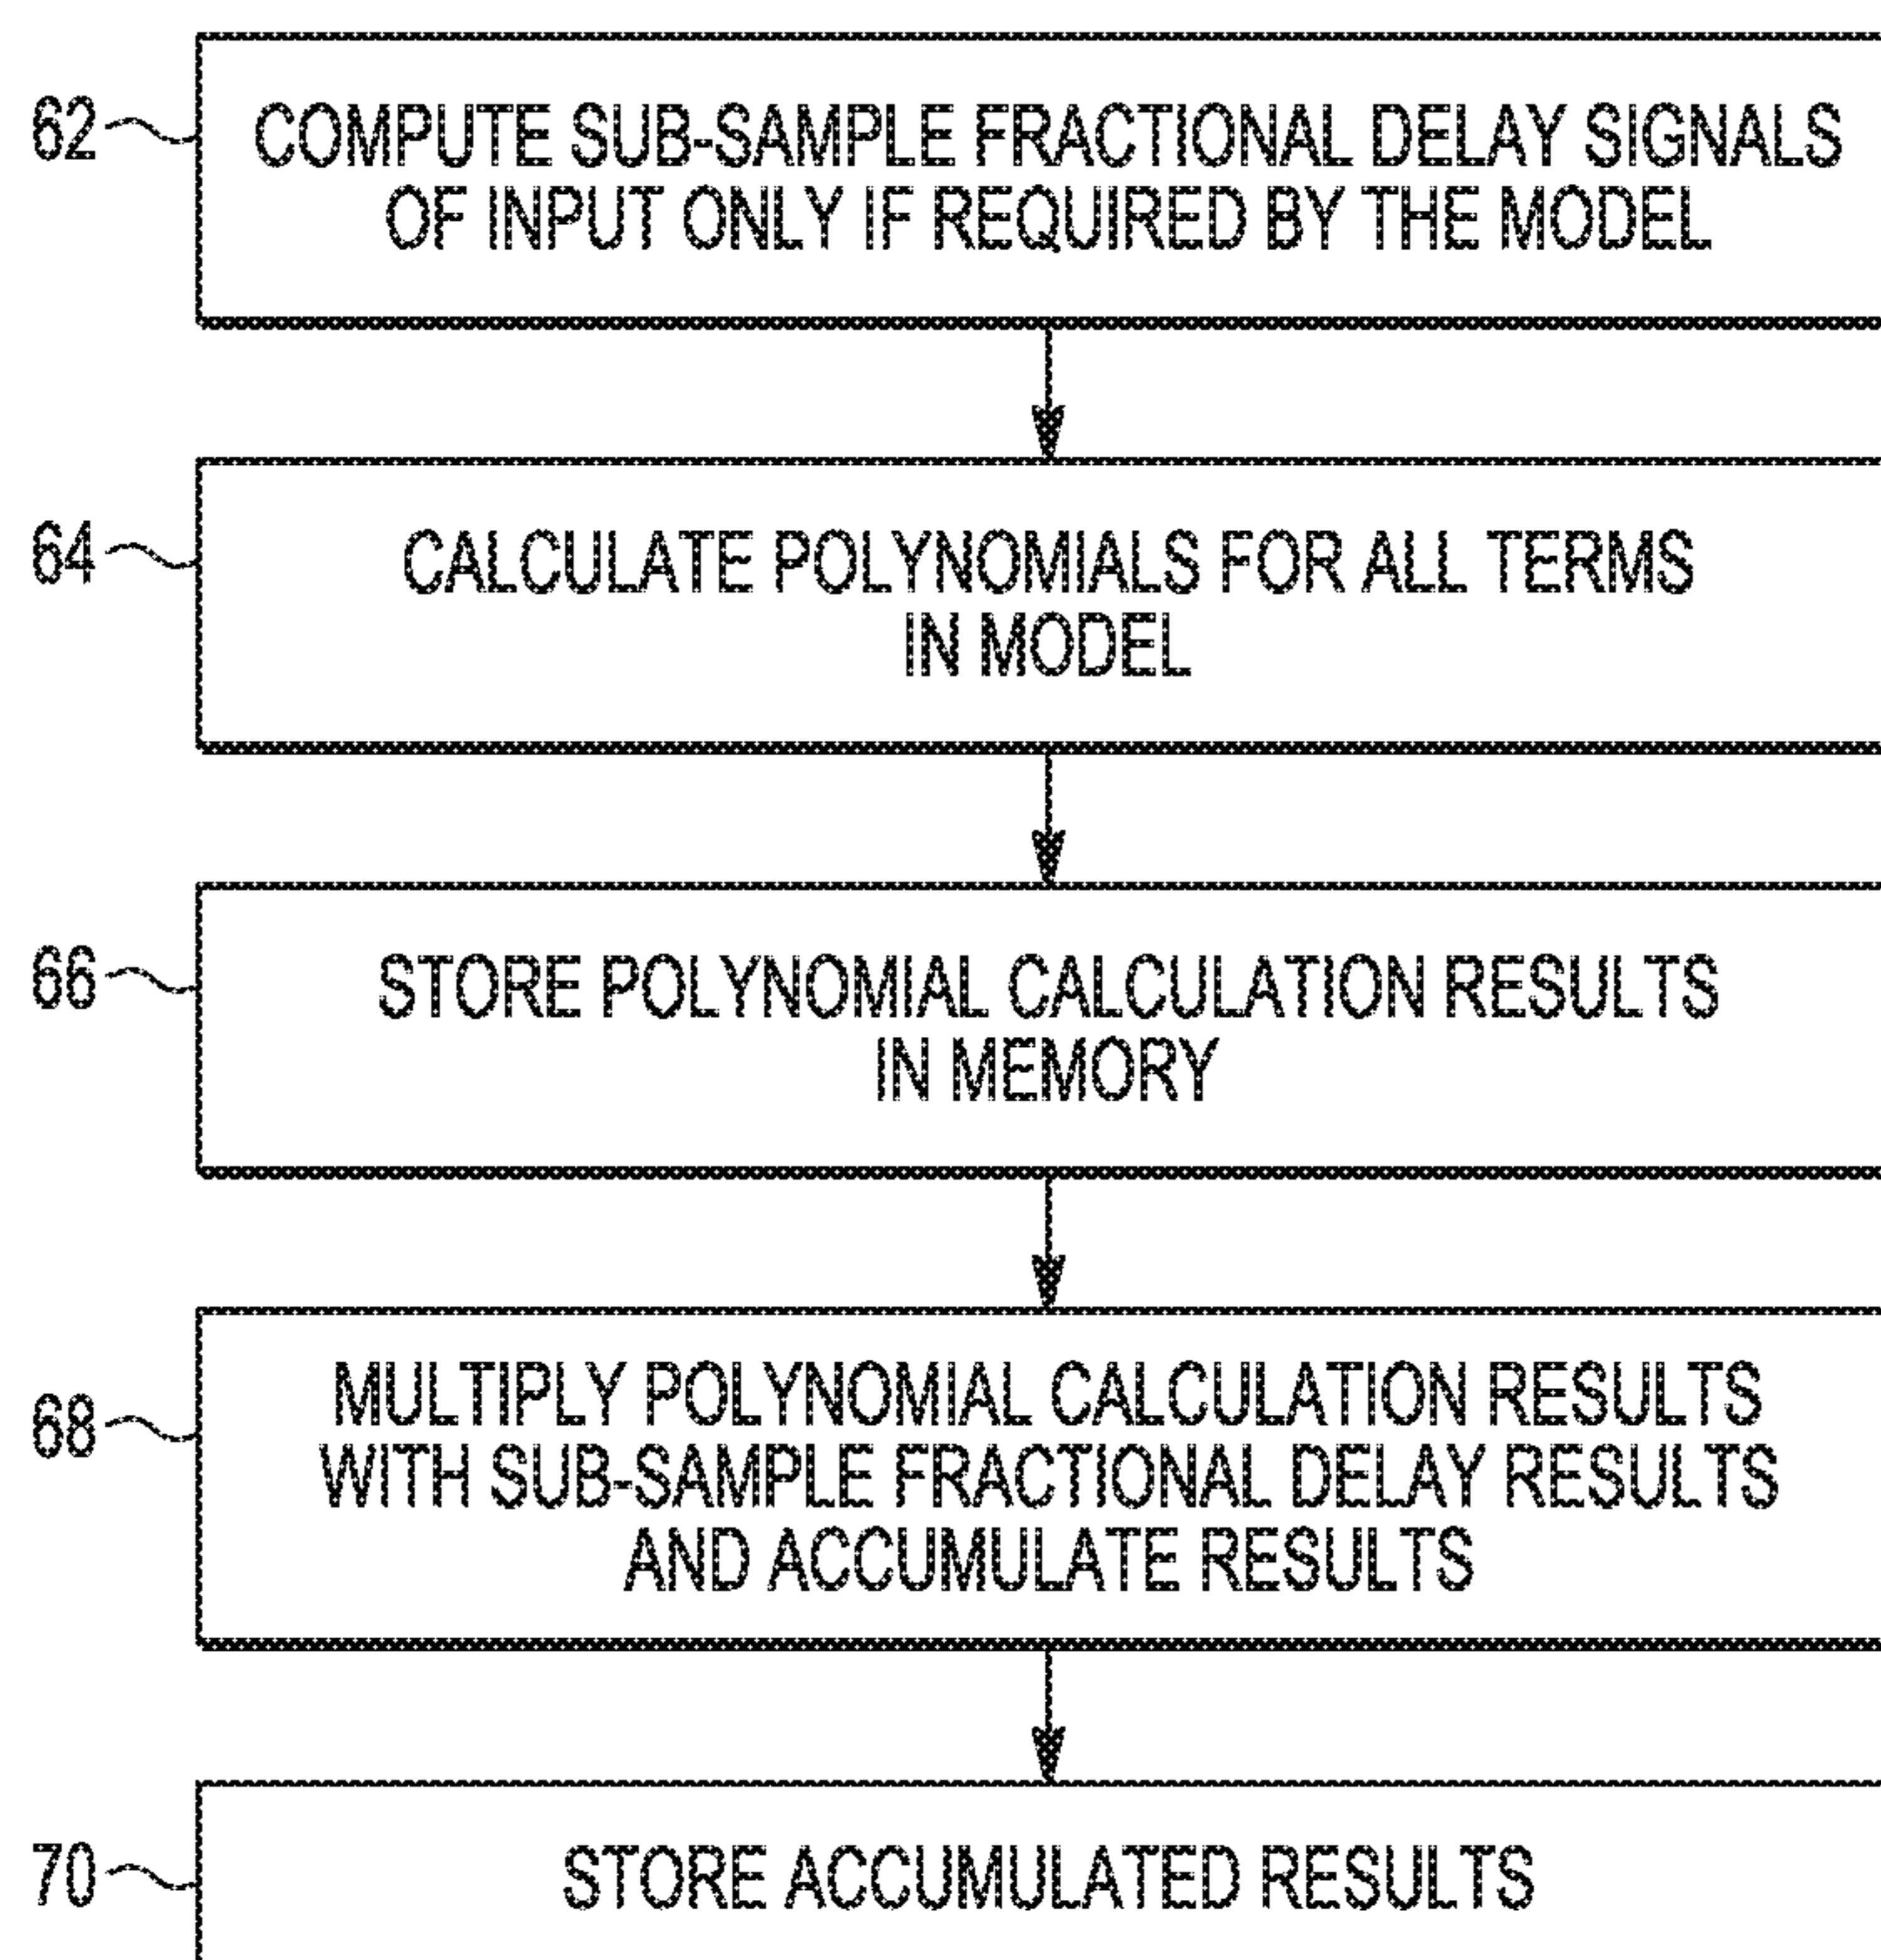 62
COMPUTE SUB-SAMPLE FRACTIONAL DELAY SIGNALS
OF INPUT ONLY IF REQUIRED BY THE MODEL
64
CALCULATE POLYNOMIALS FOR ALL TERMS
IN MODEL
66
STORE POLYNOMIAL CALCULATION RESULTS
IN MEMORY
68
MULTIPLY POLYNOMIAL CALCULATION RESULTS
WITH SUB-SAMPLE FRACTIONAL DELAY RESULTS
AND ACCUMULATE RESULTS
70
STORE ACCUMULATED RESULTS